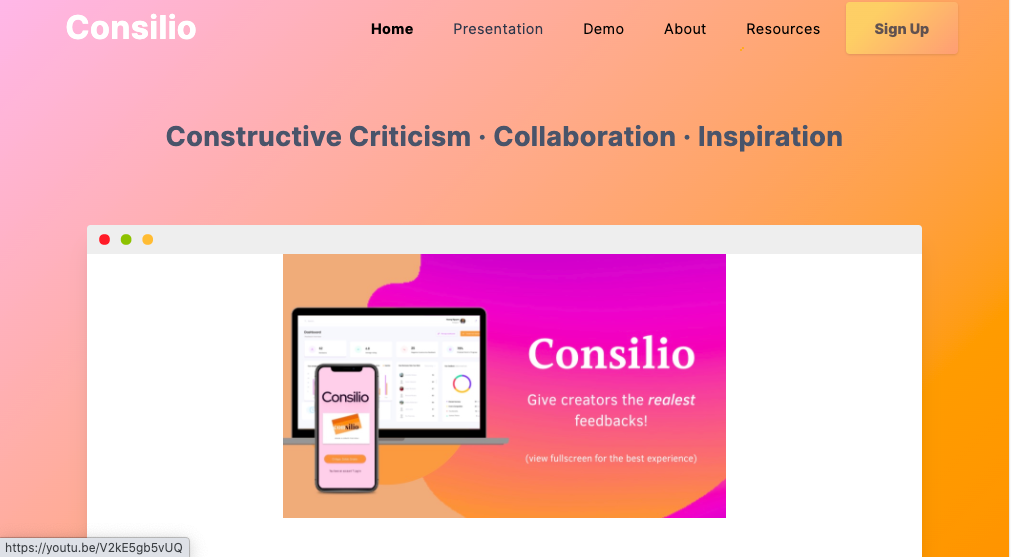 Consilio
Home
Presentation
Demo
About
Resources
Sign Up
Constructive Criticism · Collaboration · Inspiration
Dashboard
Consilio
Consilio
Give creators the realest
feedbacks!
(view fullscreen for the best experience)
https://youtu.be/V2kE5gb5vUQ